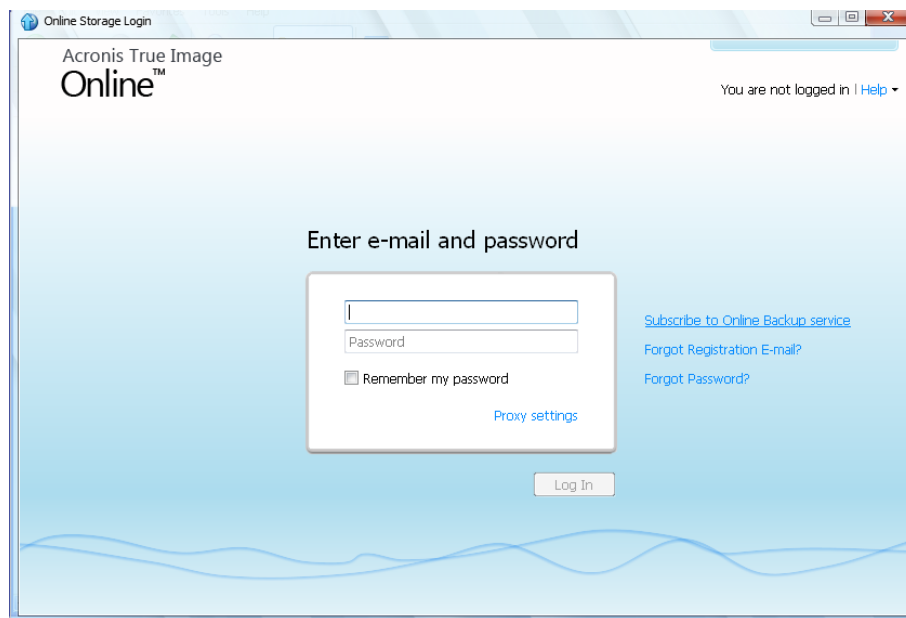 Online Storage Login
Acronis True Image
Online™
You are not logged in | Help
Enter e-mail and password
Password
Remember my password
Proxy settings
Log In
Subscribe to Online Backup service
Forgot Registration E-mail?
Forgot Password?